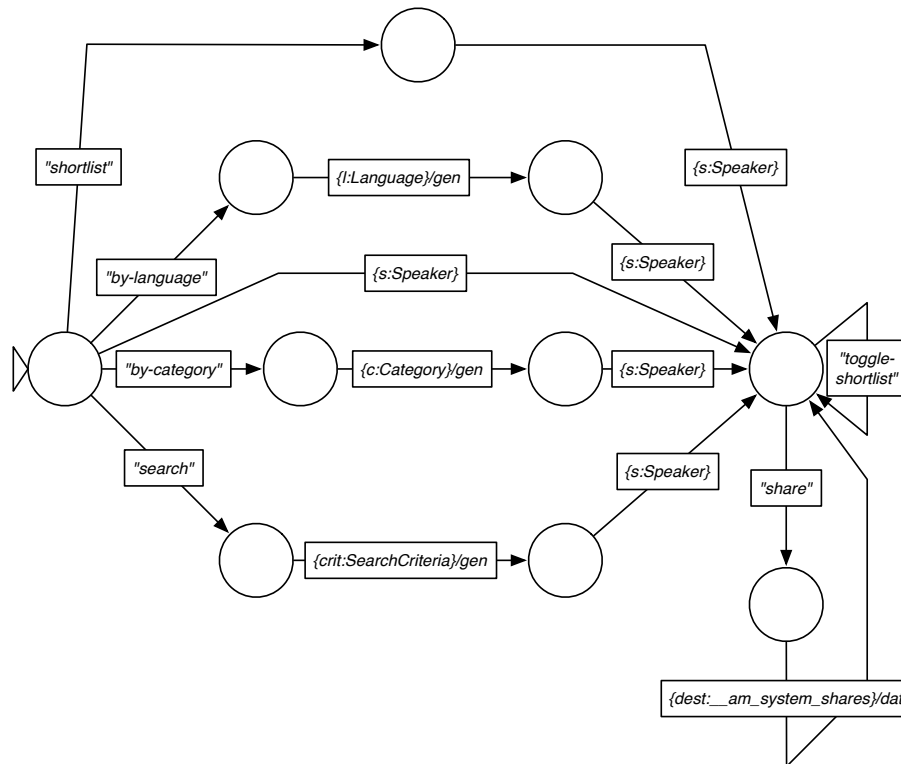 "shortlist"
{s:Speaker}
{l:Language}/gen
"by-language"
{s:Speaker}
{s:Speaker}
"by-category"
{c:Category}/gen
{s:Speaker}
"toggle-
shortlist"
"search"
{s:Speaker}
"share"
{crit:SearchCriteria}/gen
{dest:__am_system_shares}/dat